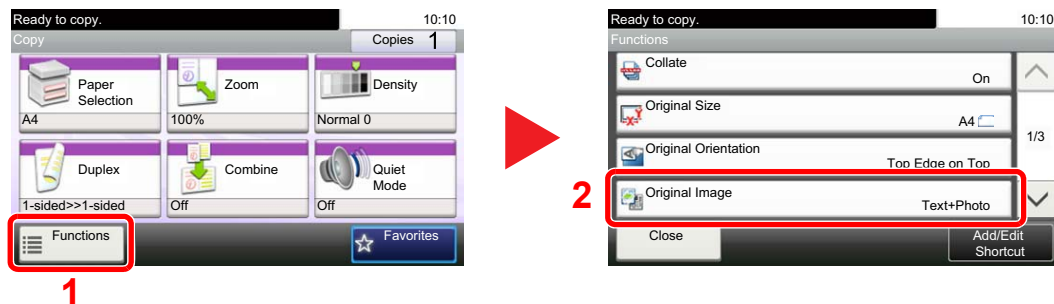 Ready to copy. 10:10
Copy Copies 1
Paper
Selection
A4
Zoom
100%
Density
Normal 0
Duplex
1-sided>>1-sided
Combine
Off
Quiet
Mode
Off
Functions
Favorites
1
Ready to copy. 10:10
Functions
Collate
On
Original Size
A4
1/3
Original Orientation
Top Edge on Top
2
Original Image
Text+Photo
Close
Add/Edit
Shortcut